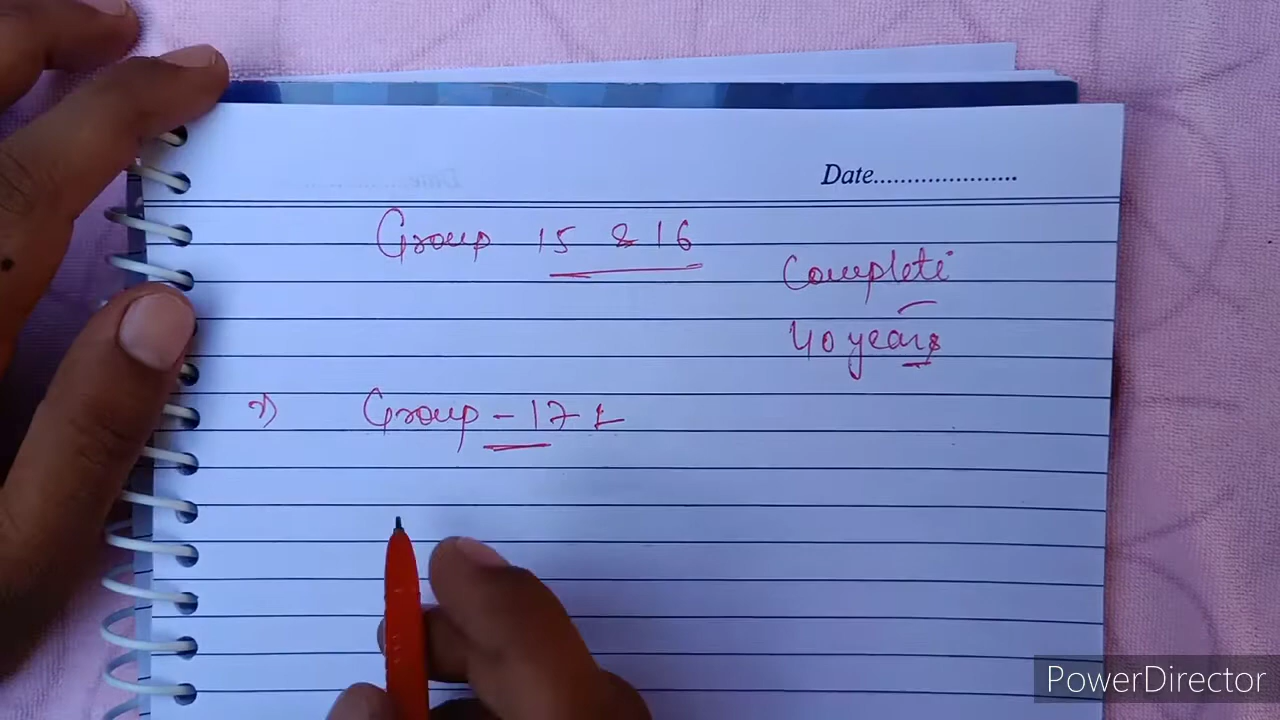 Date....................
Group 15 & 16
Complete
40 years
Group - 17
PowerDirector